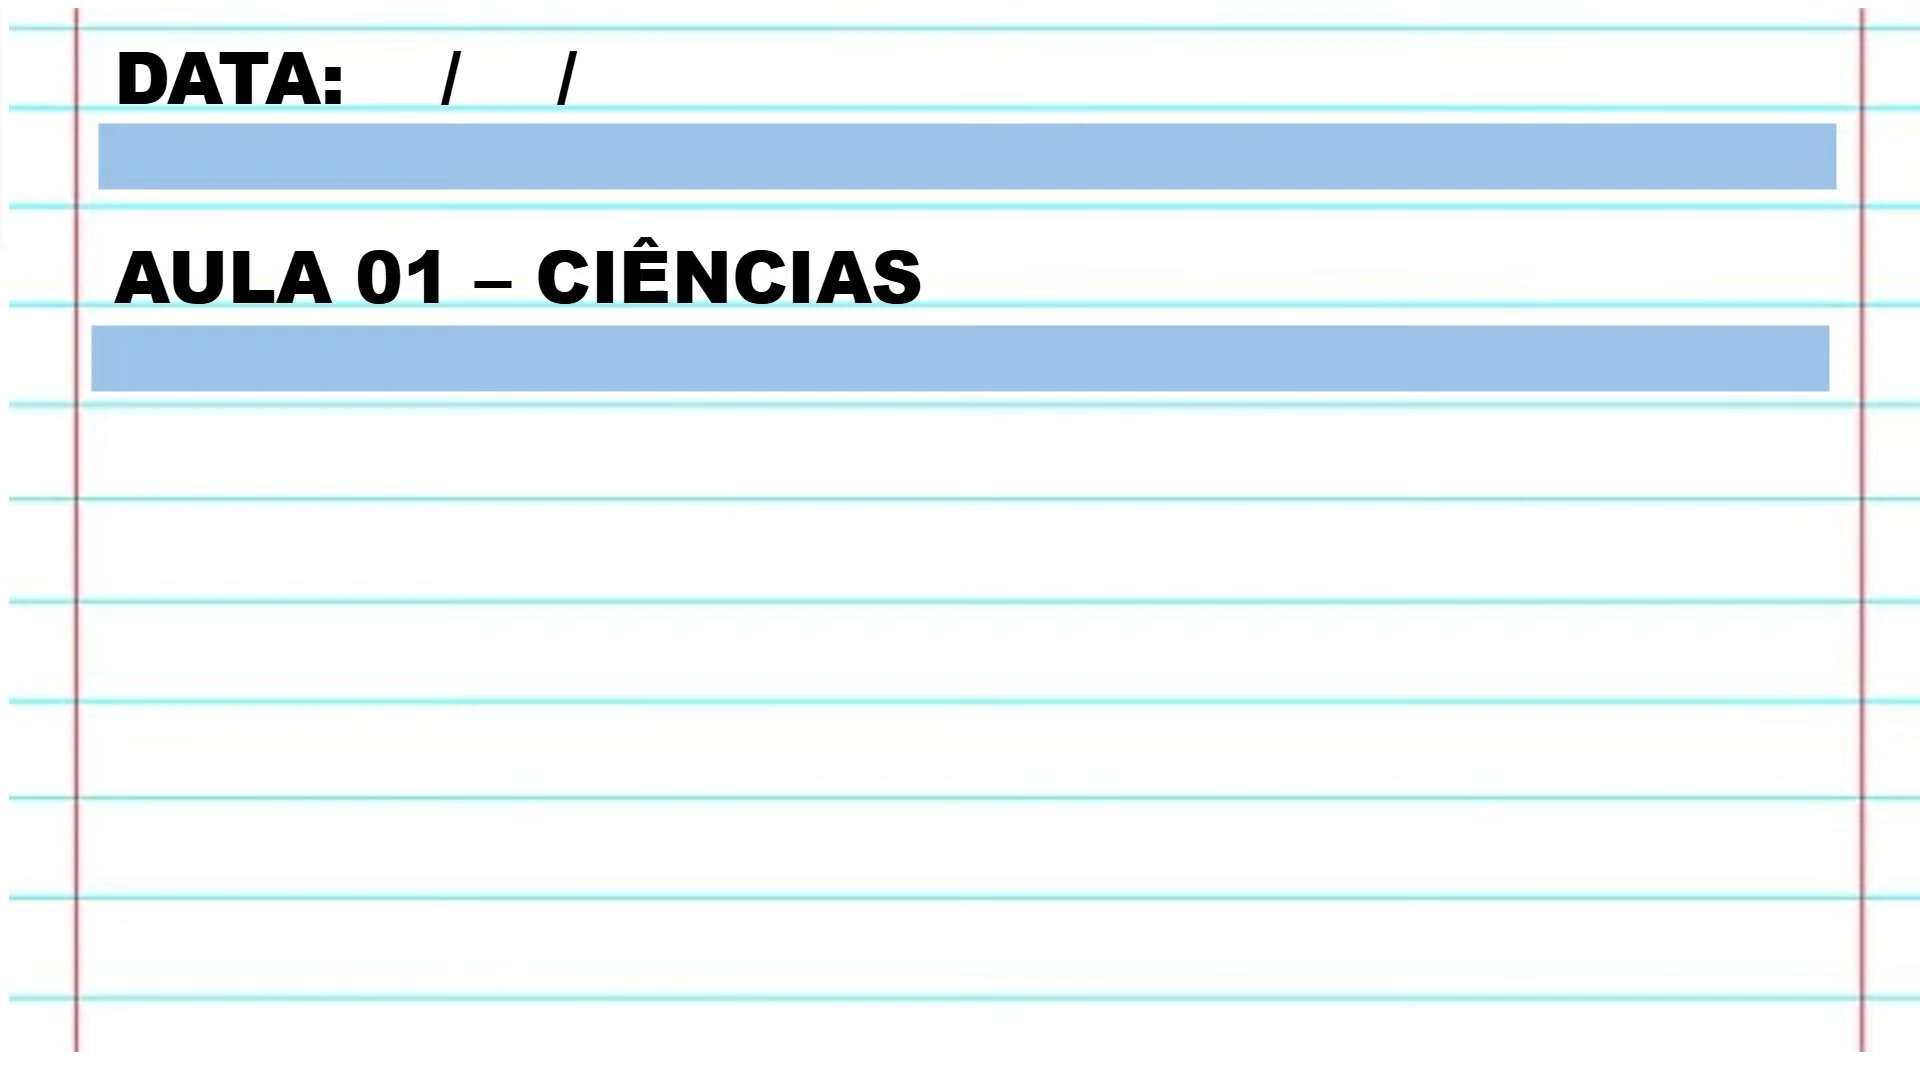 DATA: / /
AULA 01 – CIÊNCIAS